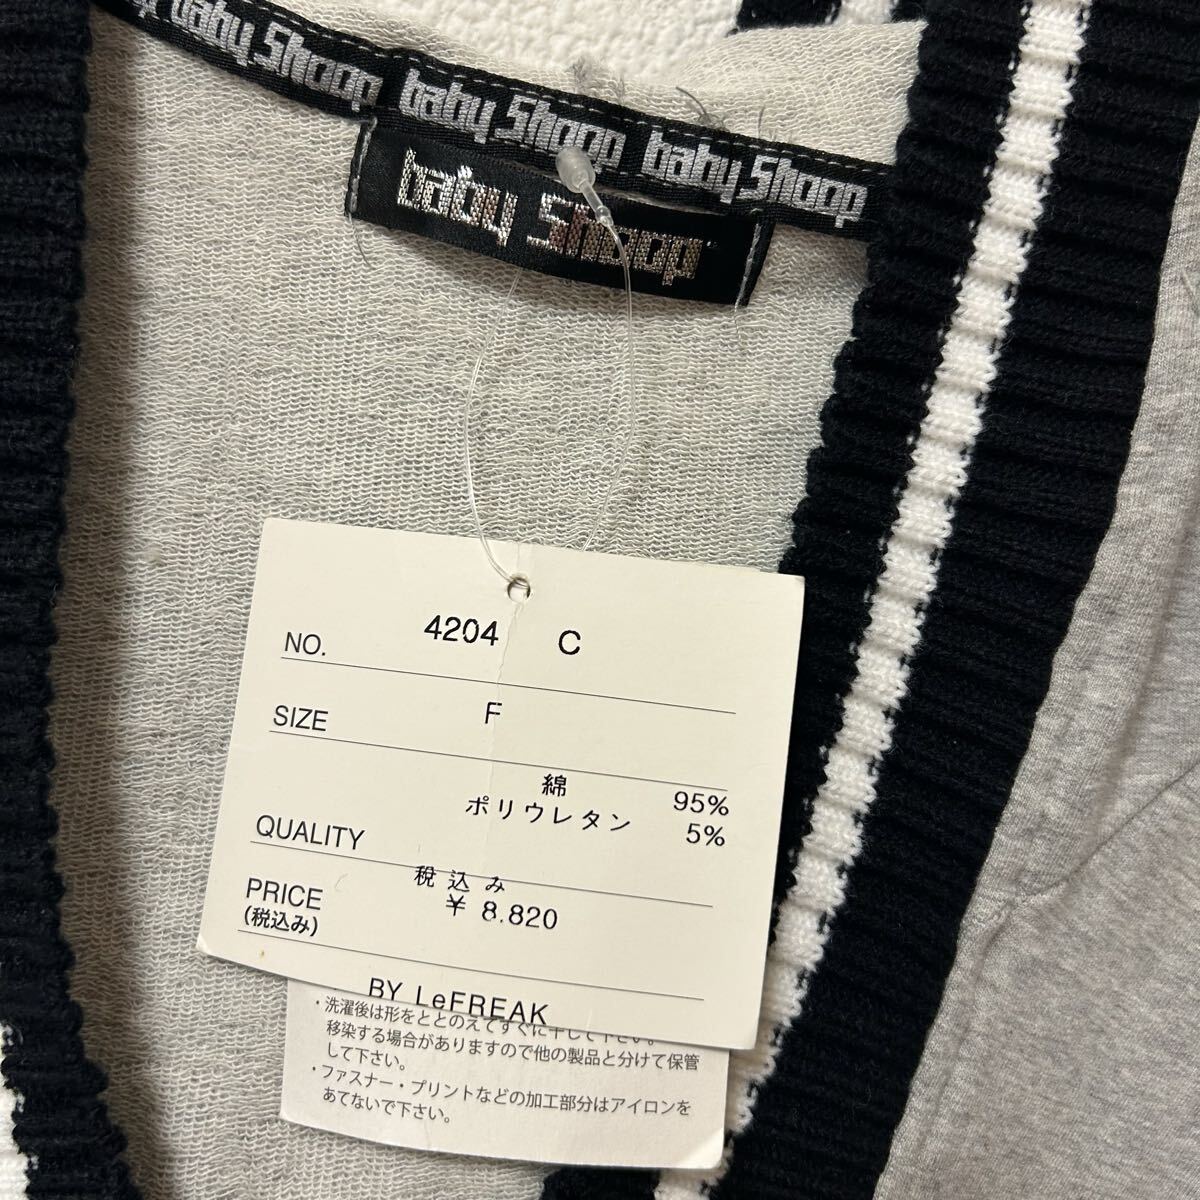 baby Shoop baby Shoop baby Shoop baby Shoop
baby Shoop
NO. 4204 C
SIZE F
綿 95%
ポリウレタン 5%
QUALITY
税込み
PRICE ¥ 8.820
(税込み)
BY LeFREAK
・洗濯後は形をととのえてすぐに干して下さい。
移染する場合がありますので他の製品と分けて保管
して下さい。
・ファスナー・プリントなどの加工部分はアイロンを
あてないで下さい。